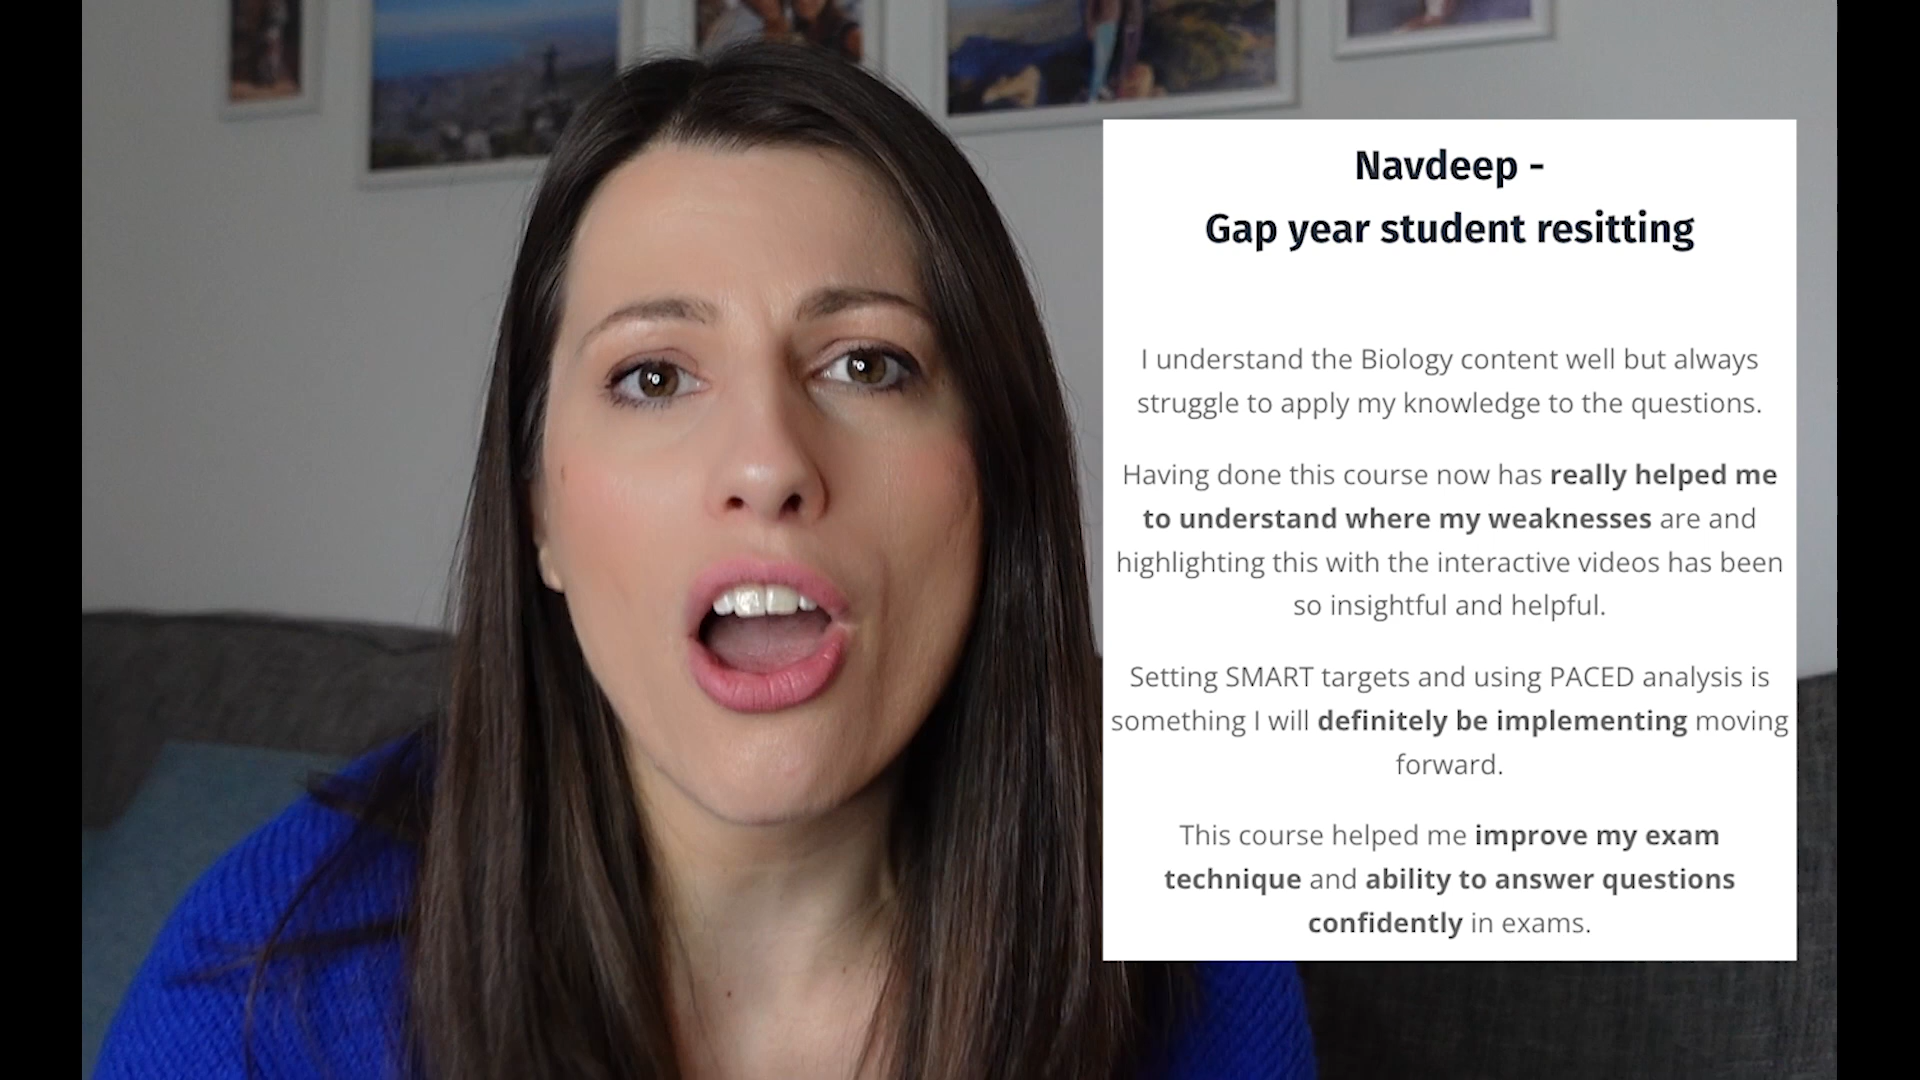 Navdeep -
Gap year student resitting
I understand the Biology content well but always
struggle to apply my knowledge to the questions.
Having done this course now has really helped me
to understand where my weaknesses are and
highlighting this with the interactive videos has been
so insightful and helpful.
Setting SMART targets and using PACED analysis is
something I will definitely be implementing moving
forward.
This course helped me improve my exam
technique and ability to answer questions
confidently in exams.